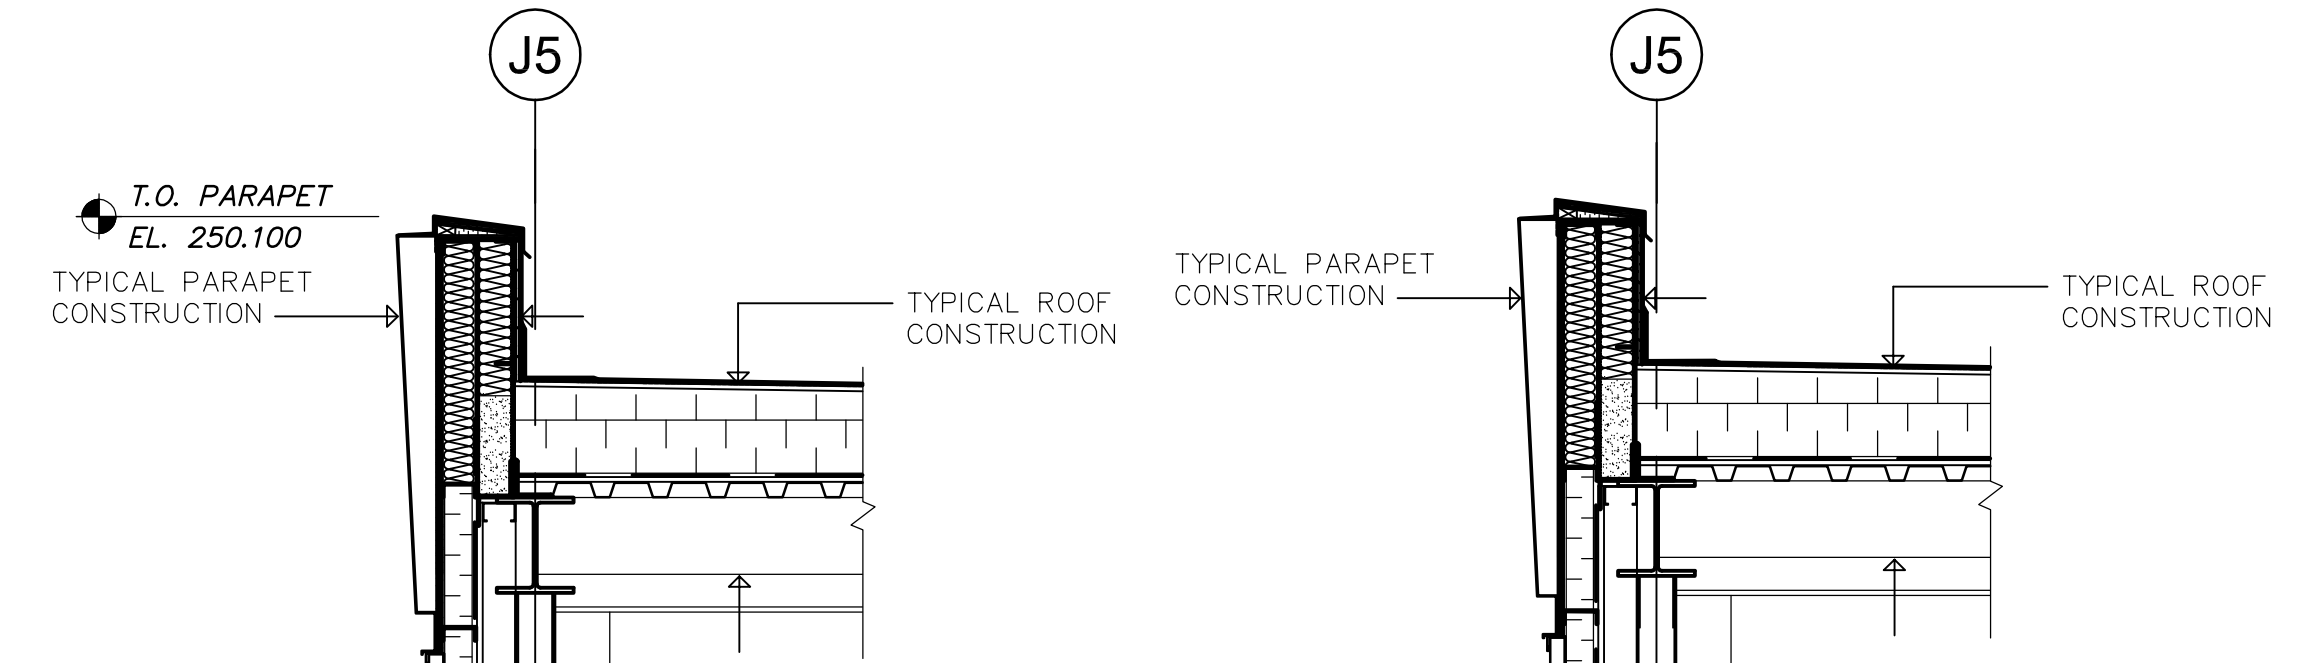 J5
T.O. PARAPET
EL. 250.100
TYPICAL PARAPET
CONSTRUCTION
TYPICAL ROOF
CONSTRUCTION
J5
TYPICAL PARAPET
CONSTRUCTION
TYPICAL ROOF
CONSTRUCTION